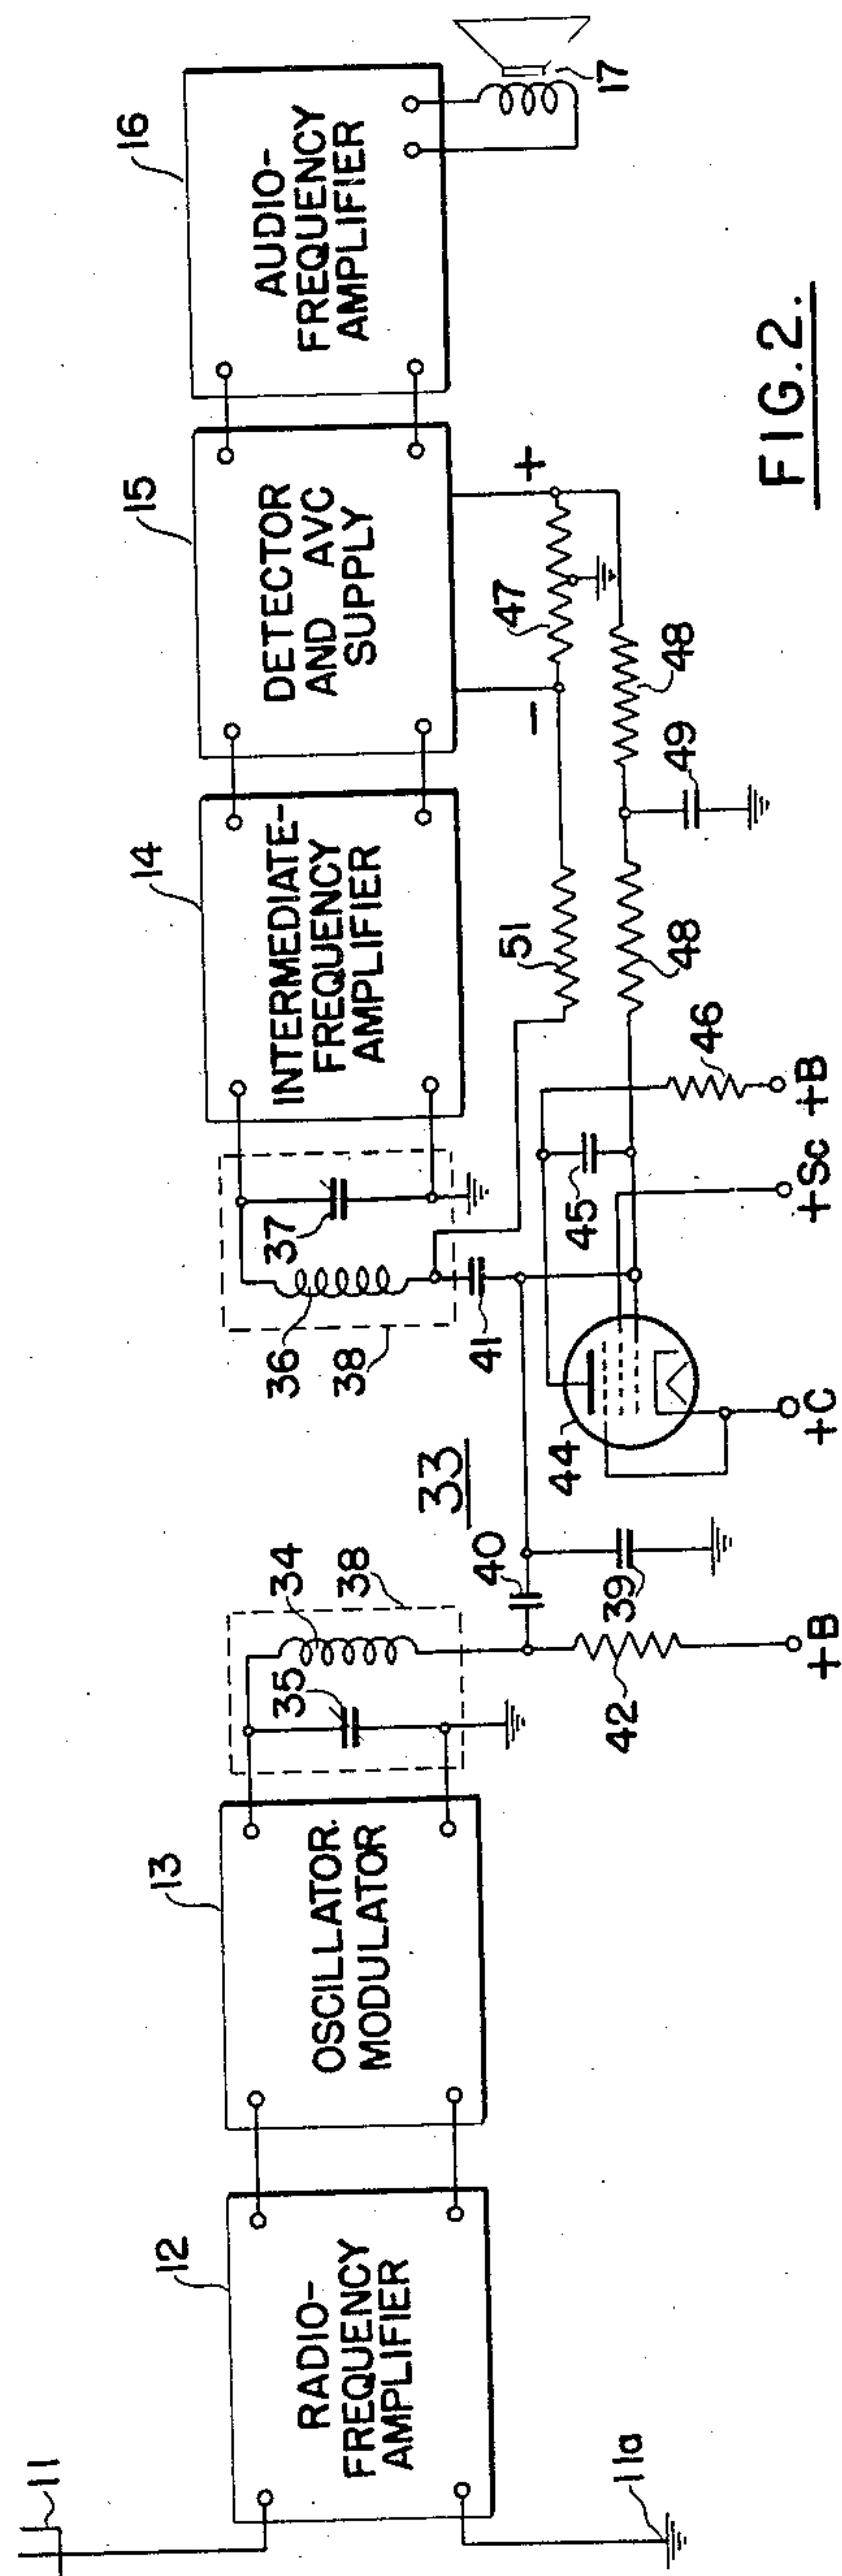 11
11a
12
RADIO-
FREQUENCY
AMPLIFIER
13
OSCILLATOR.
MODULATOR
14
INTERMEDIATE-
FREQUENCY
AMPLIFIER
15
DETECTOR
AND AVC
SUPPLY
16
AUDIO-
FREQUENCY
AMPLIFIER
17
35
34
38
33
36
37
38
42
+B
40
39
41
44
+C
45
+Sc
46
+B
51
48
49
48
47
-
+
FIG.2.